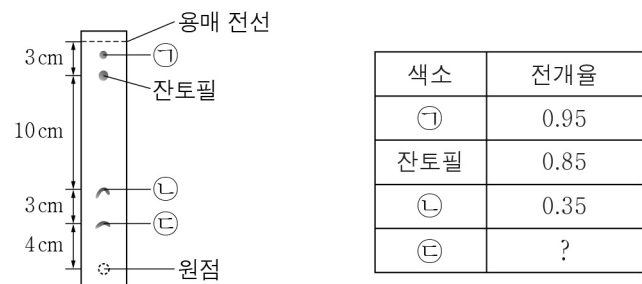 용매 전선
㉠
3 cm
잔토필
10 cm
㉡
3 cm
㉢
4 cm
원점
색소 전개율
㉠ 0.95
잔토필 0.85
㉡ 0.35
㉢ ?